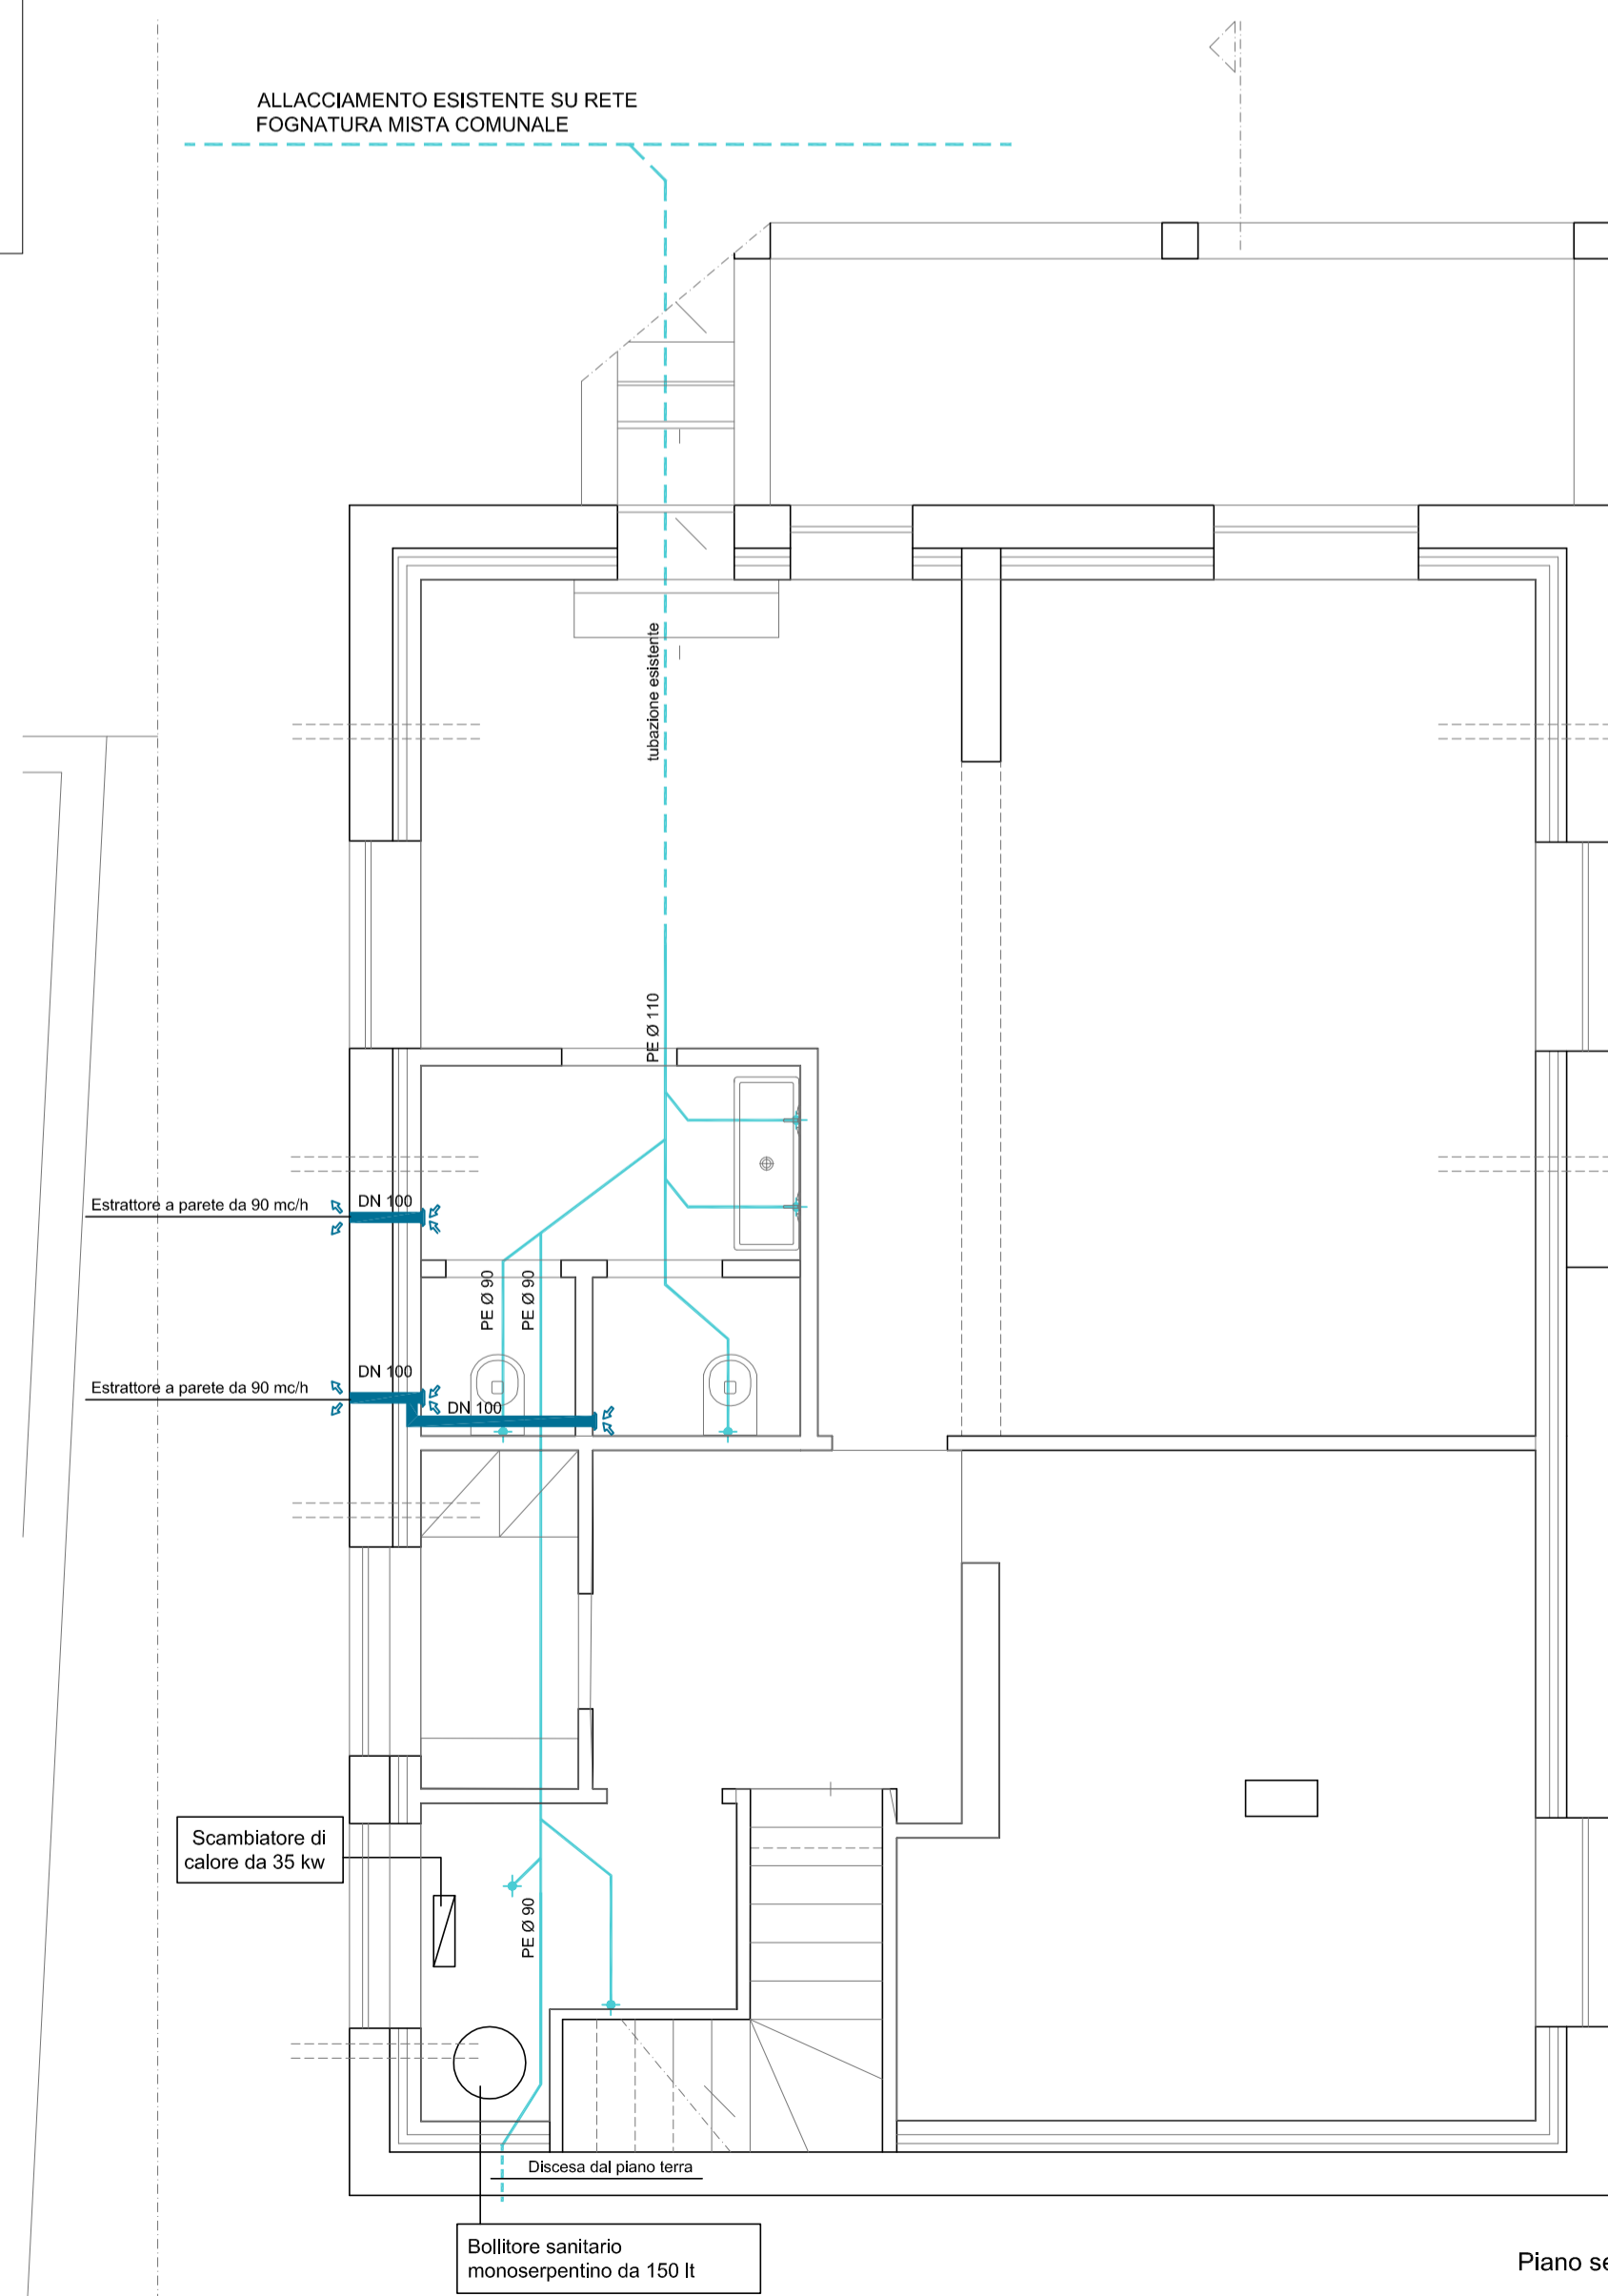 ALLACCIAMENTO ESISTENTE SU RETE
FOGNATURA MISTA COMUNALE
tubazione esistente
PE Ø 110
Estrattore a parete da 90 mc/h
DN 100
PE Ø 90
PE Ø 90
Estrattore a parete da 90 mc/h
DN 100
DN 100
Scambiatore di
calore da 35 kw
PE Ø 90
Discesa dal piano terra
Bollitore sanitario
monoserpentino da 150 lt
Piano